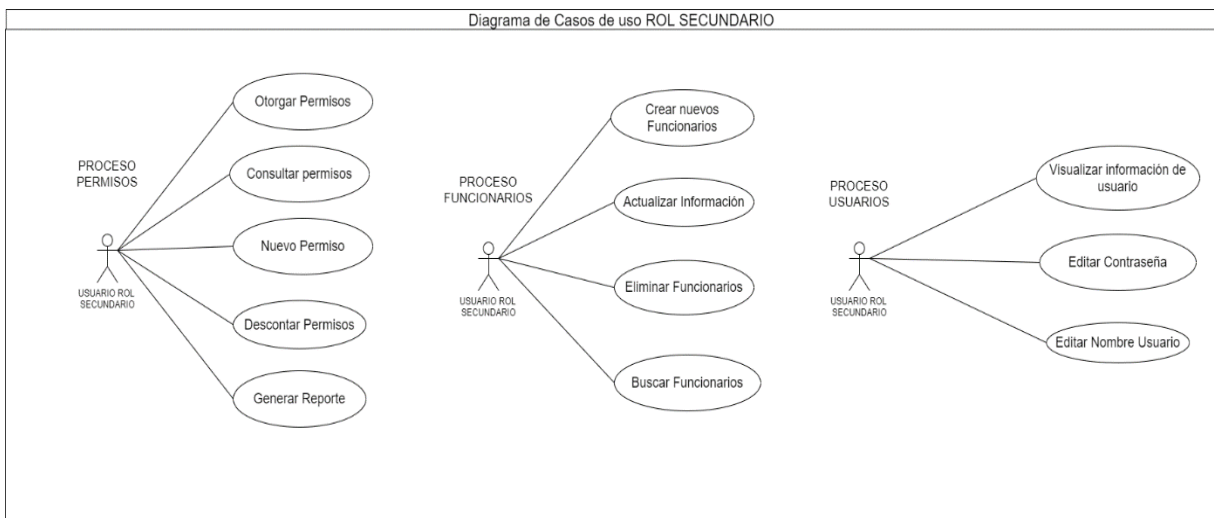 Diagrama de Casos de uso ROL SECUNDARIO
PROCESO
PERMISOS
Otorgar Permisos
Consultar permisos
Nuevo Permiso
Descontar Permisos
Generar Reporte
USUARIO ROL
SECUNDARIO
PROCESO
FUNCIONARIOS
Crear nuevos
Funcionarios
Actualizar Información
Eliminar Funcionarios
Buscar Funcionarios
USUARIO ROL
SECUNDARIO
PROCESO
USUARIOS
Visualizar información de
usuario
Editar Contraseña
Editar Nombre Usuario
USUARIO ROL
SECUNDARIO